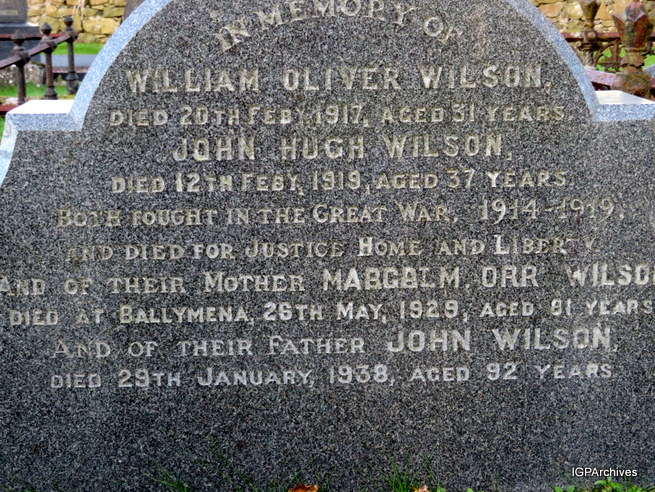 IN MEMORY OF
WILLIAM OLIVER WILSON,
DIED 20TH FEBY. 1917, AGED 31 YEARS.
JOHN HUGH WILSON,
DIED 12TH FEBY. 1919, AGED 37 YEARS.
BOTH FOUGHT IN THE GREAT WAR, 1914-1919,
AND DIED FOR JUSTICE HOME AND LIBERTY.
AND OF THEIR MOTHER ORR WILSON
DIED AT BALLYMENA, MAY, 1929, AGED YEARS.
AND OF THEIR FATHER JOHN WILSON,
DIED 29TH JANUARY, 1938, AGED 92 YEARS.
IGPArchives